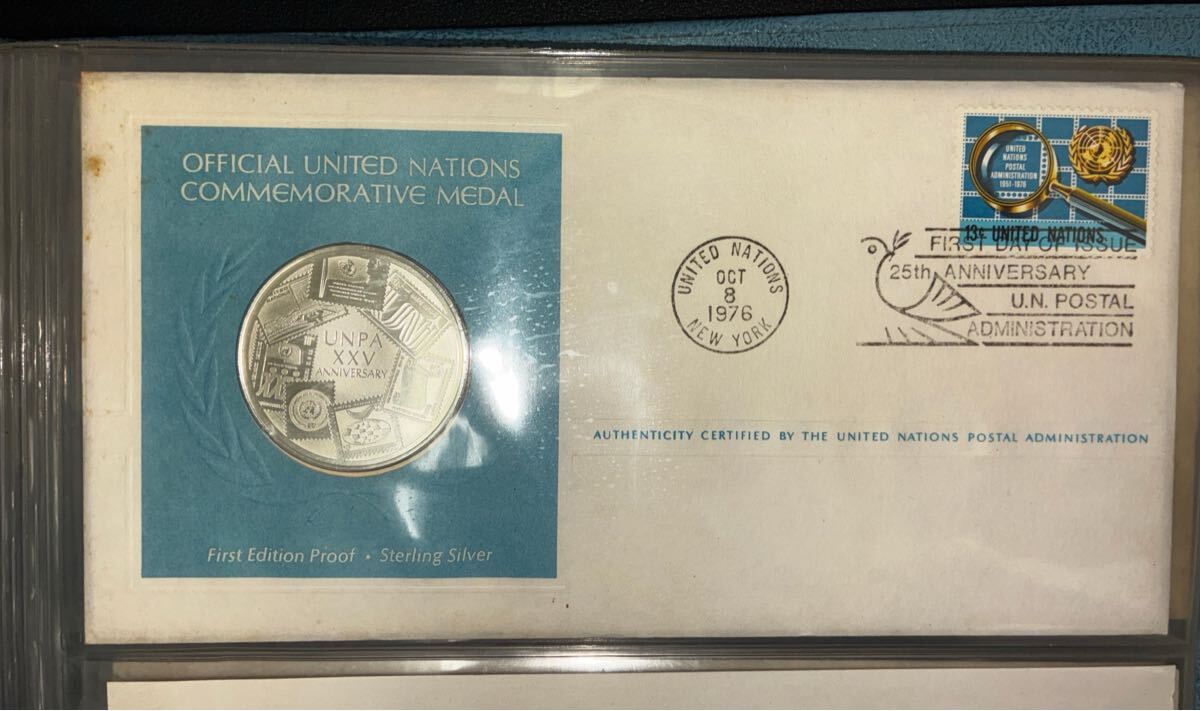 OFFICIAL UNITED NATIONS
COMMEMORATIVE MEDAL
UNPA
XXV
ANNIVERSARY
First Edition Proof • Sterling Silver
UNITED
NATIONS
POSTAL
ADMINISTRATION
1951-1976
13c UNITED NATIONS
UNITED NATIONS
OCT
8
1976
NEW YORK
FIRST DAY OF ISSUE
25th ANNIVERSARY
U.N. POSTAL
ADMINISTRATION
AUTHENTICITY CERTIFIED BY THE UNITED NATIONS POSTAL ADMINISTRATION